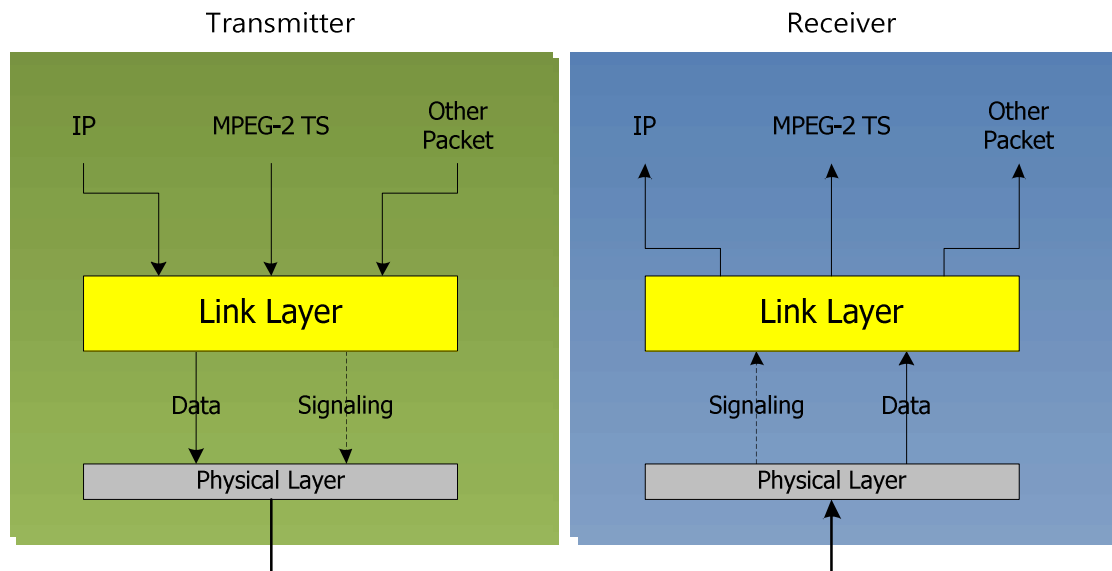 Transmitter
IP
MPEG-2 TS
Other
Packet
Link Layer
Data
Signaling
Physical Layer
Receiver
IP
MPEG-2 TS
Other
Packet
Link Layer
Signaling
Data
Physical Layer